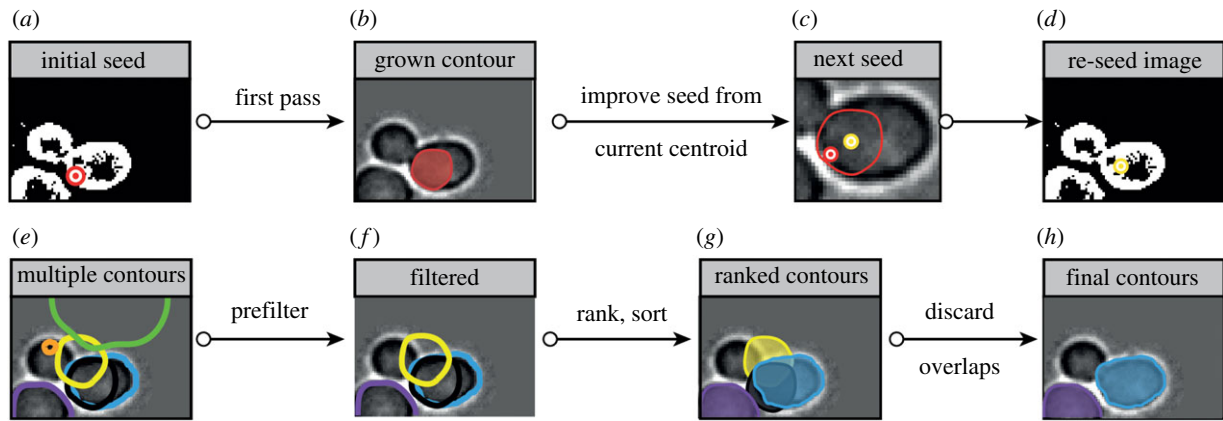 (a)
(b)
(c)
(d)
initial seed
grown contour
next seed
re-seed image
first pass
improve seed from
current centroid
(e)
(f)
(g)
(h)
multiple contours
filtered
ranked contours
final contours
prefilter
rank, sort
discard
overlaps